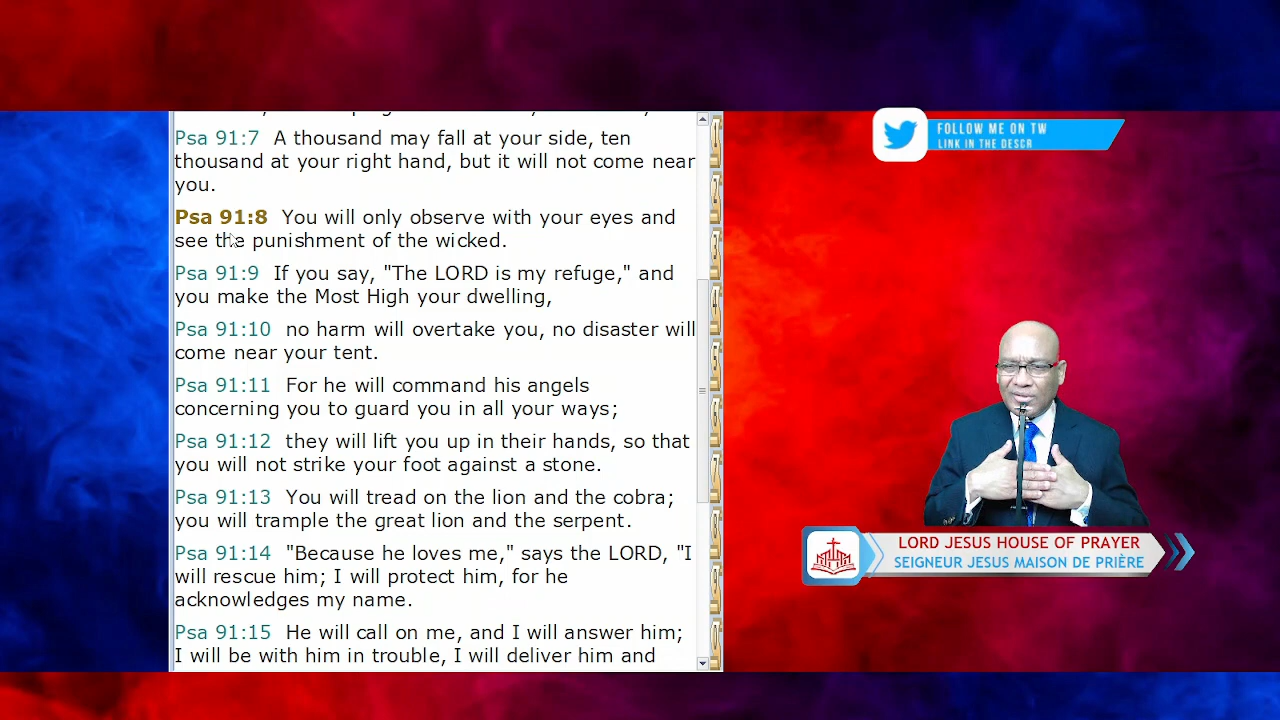 Psa 91:7 A thousand may fall at your side, ten
thousand at your right hand, but it will not come near
you.
Psa 91:8 You will only observe with your eyes and
see the punishment of the wicked.
Psa 91:9 If you say, "The LORD is my refuge," and
you make the Most High your dwelling,
Psa 91:10 no harm will overtake you, no disaster will
come near your tent.
Psa 91:11 For he will command his angels
concerning you to guard you in all your ways;
Psa 91:12 they will lift you up in their hands, so that
you will not strike your foot against a stone.
Psa 91:13 You will tread on the lion and the cobra;
you will trample the great lion and the serpent.
Psa 91:14 "Because he loves me," says the LORD, "I
will rescue him; I will protect him, for he
acknowledges my name.
Psa 91:15 He will call on me, and I will answer him;
I will be with him in trouble, I will deliver him and
FOLLOW ME ON TW
LINK IN THE DESCR
LORD JESUS HOUSE OF PRAYER
SEIGNEUR JESUS MAISON DE PRIÈRE